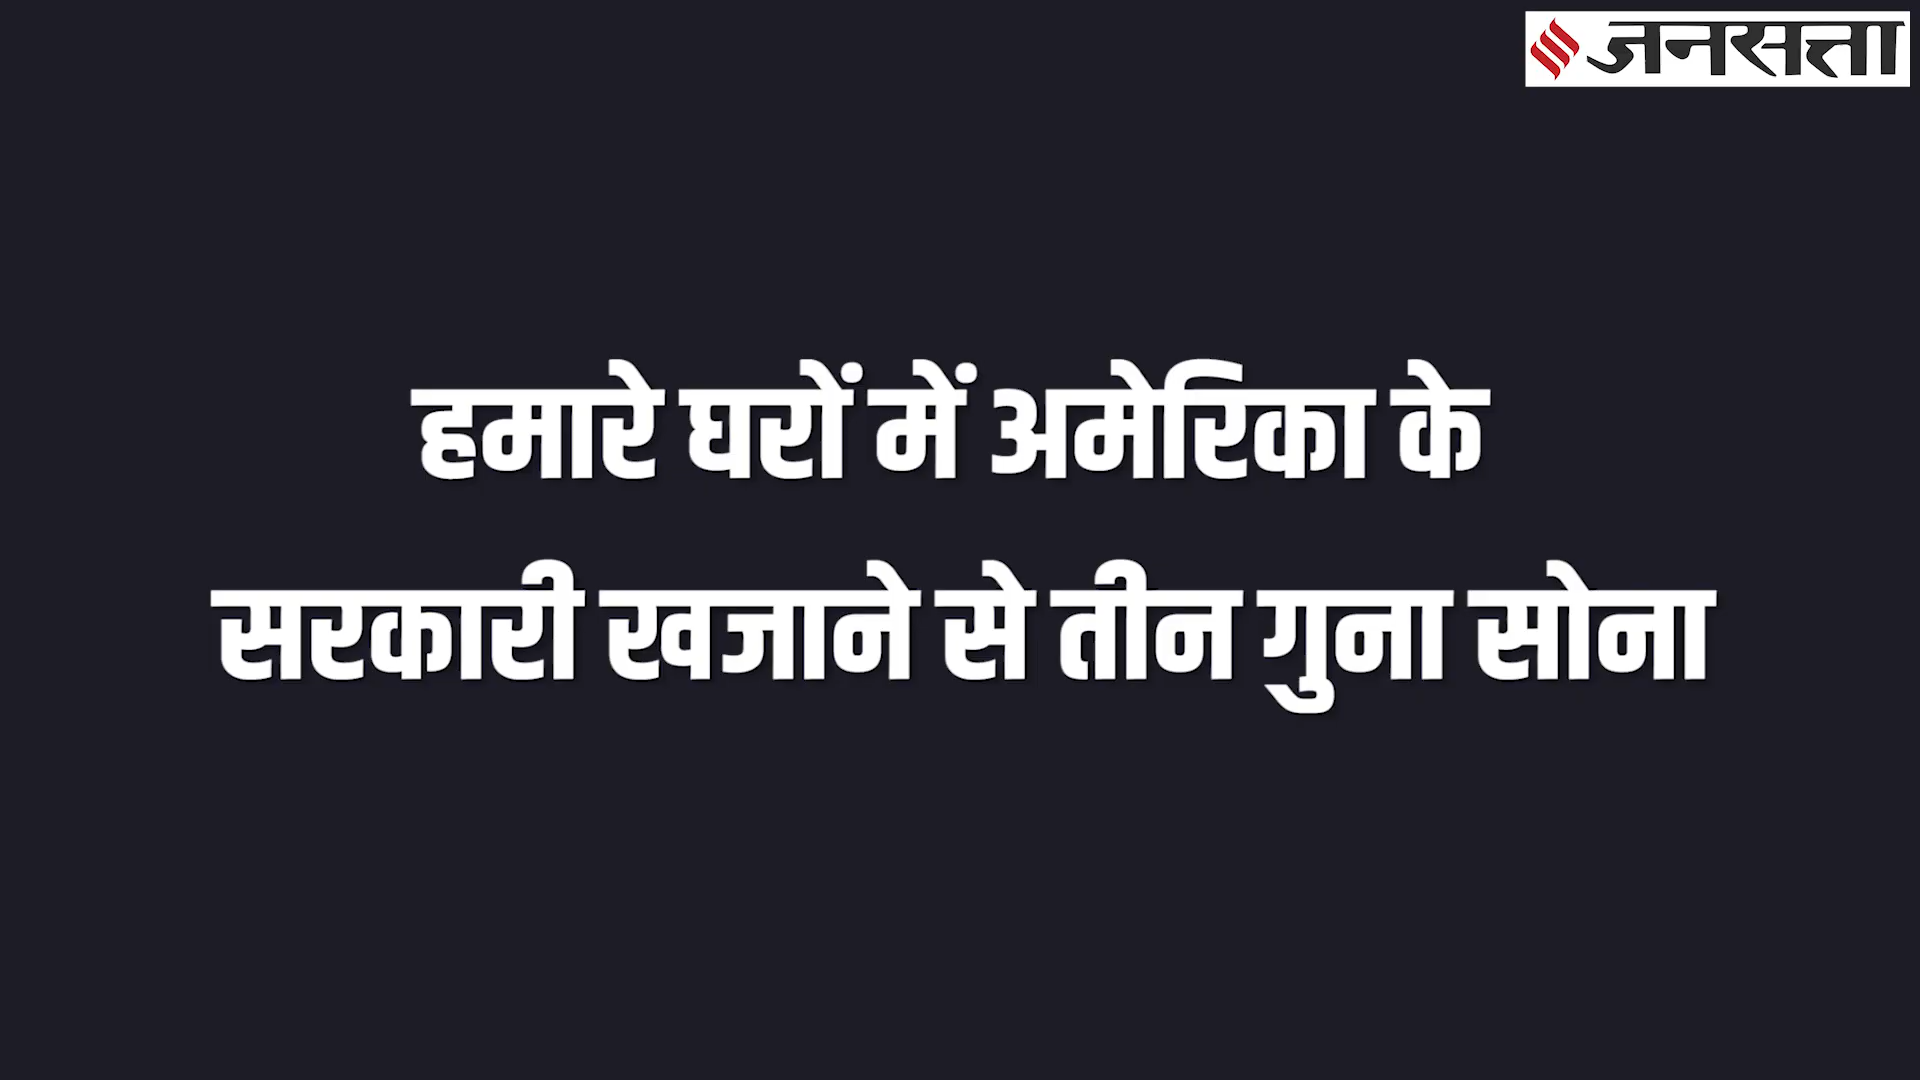 जनसत्ता
हमारे घरों में अमेरिका के
सरकारी खजाने से तीन गुना सोना